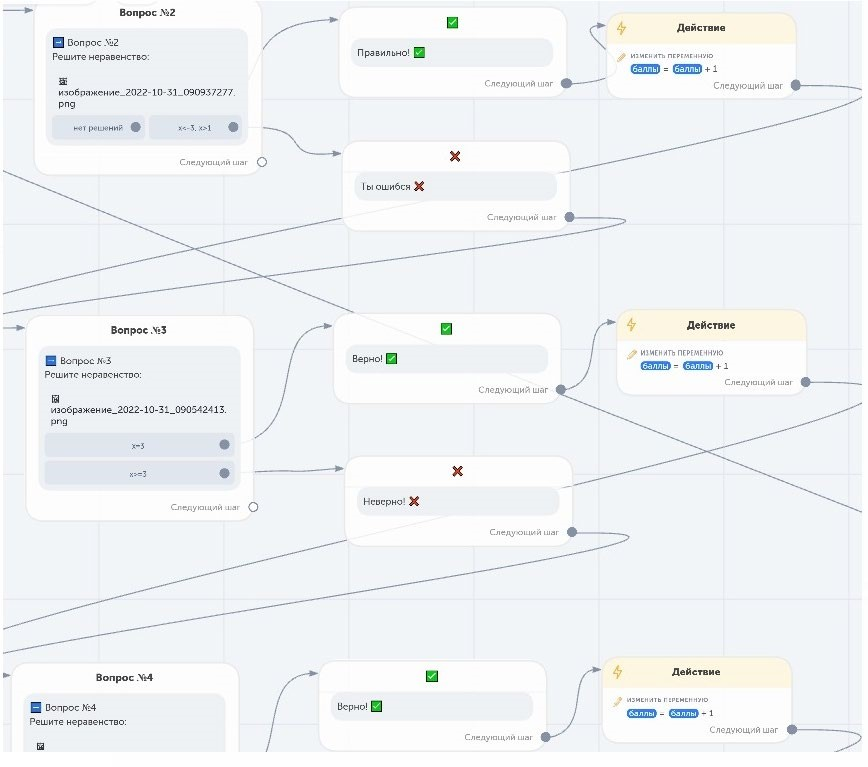 Вопрос №2
Вопрос №2
Решите неравенство:
изображение_2022-10-31_090937277.
png
нет решений
x<-3, x>1
Следующий шаг
Правильно!
Следующий шаг
Действие
ИЗМЕНИТЬ ПЕРЕМЕННУЮ
баллы = баллы + 1
Следующий шаг
Ты ошибся
Следующий шаг
Вопрос №3
Вопрос №3
Решите неравенство:
изображение_2022-10-31_090542413.
png
x=3
x>=3
Следующий шаг
Верно!
Следующий шаг
Действие
ИЗМЕНИТЬ ПЕРЕМЕННУЮ
баллы = баллы + 1
Следующий шаг
Неверно!
Следующий шаг
Вопрос №4
Вопрос №4
Решите неравенство:
Верно!
Следующий шаг
Действие
ИЗМЕНИТЬ ПЕРЕМЕННУЮ
баллы = баллы + 1
Следующий шаг